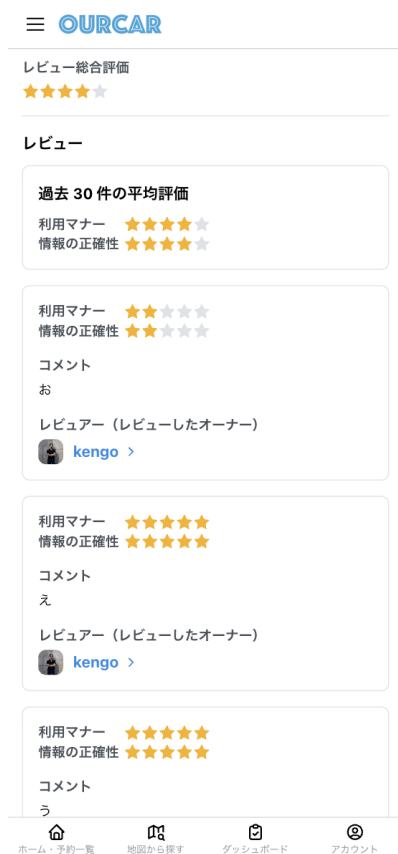 OURCAR
レビュー総合評価
レビュー
過去 30 件の平均評価
利用マナー
情報の正確性
利用マナー
情報の正確性
コメント
お
レビュアー（レビューしたオーナー）
kengo
利用マナー
情報の正確性
コメント
え
レビュアー（レビューしたオーナー）
kengo
利用マナー
情報の正確性
コメント
う
ホーム・予約一覧 地図から探す ダッシュボード アカウント